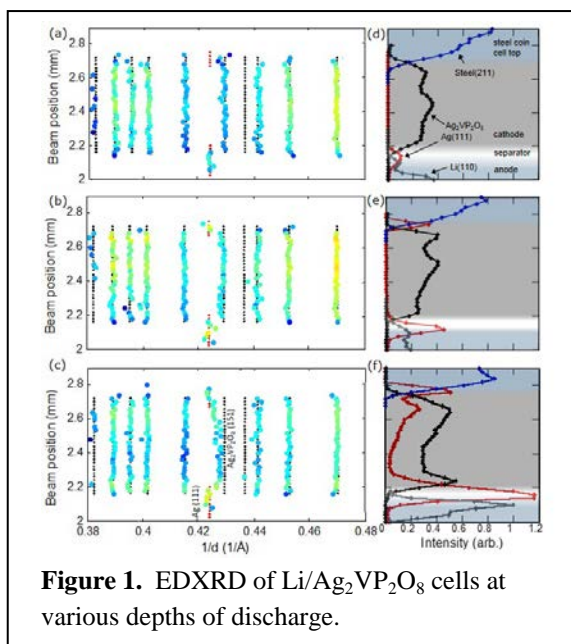 (a)
(d)
steel coin
cell top
Steel(211)
Ag₂VP₂O₈
Ag(111)
cathode
separator
Li(110)
anode
2.8
2.6
2.4
2.2
2
Beam position (mm)
(b)
(e)
2.8
2.6
2.4
2.2
2
Beam position (mm)
(c)
(f)
2.8
2.6
2.4
2.2
2
Beam position (mm)
Ag (111)
Ag₂VP₂O₈ (151)
0.38 0.4 0.42 0.44 0.46 0.48
1/d (1/Å)
0 0.2 0.4 0.6 0.8 1 1.2
Intensity (arb.)
Figure 1. EDXRD of Li/Ag₂VP₂O₈ cells at
various depths of discharge.